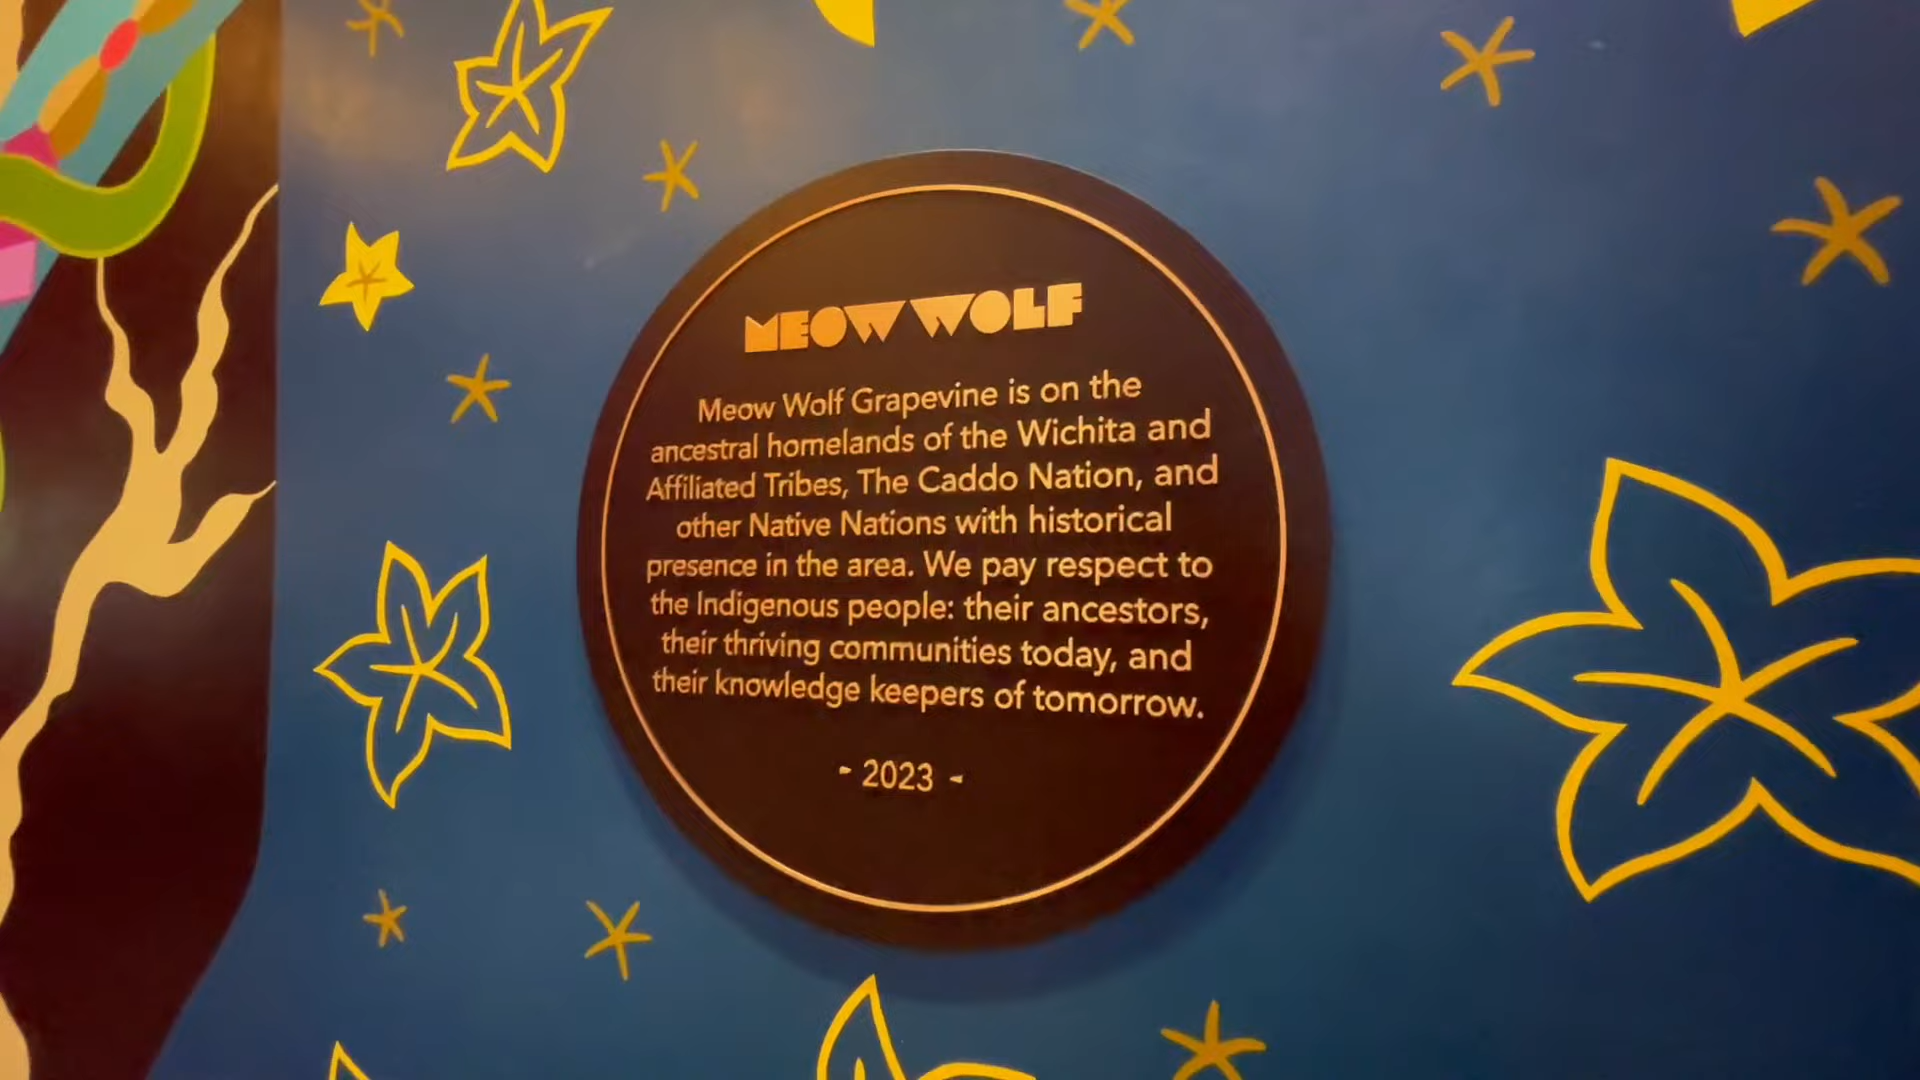 MEOW WOLF
Meow Wolf Grapevine is on the
ancestral homelands of the Wichita and
Affiliated Tribes, The Caddo Nation, and
other Native Nations with historical
presence in the area. We pay respect to
the Indigenous people: their ancestors,
their thriving communities today, and
their knowledge keepers of tomorrow.
- 2023 -